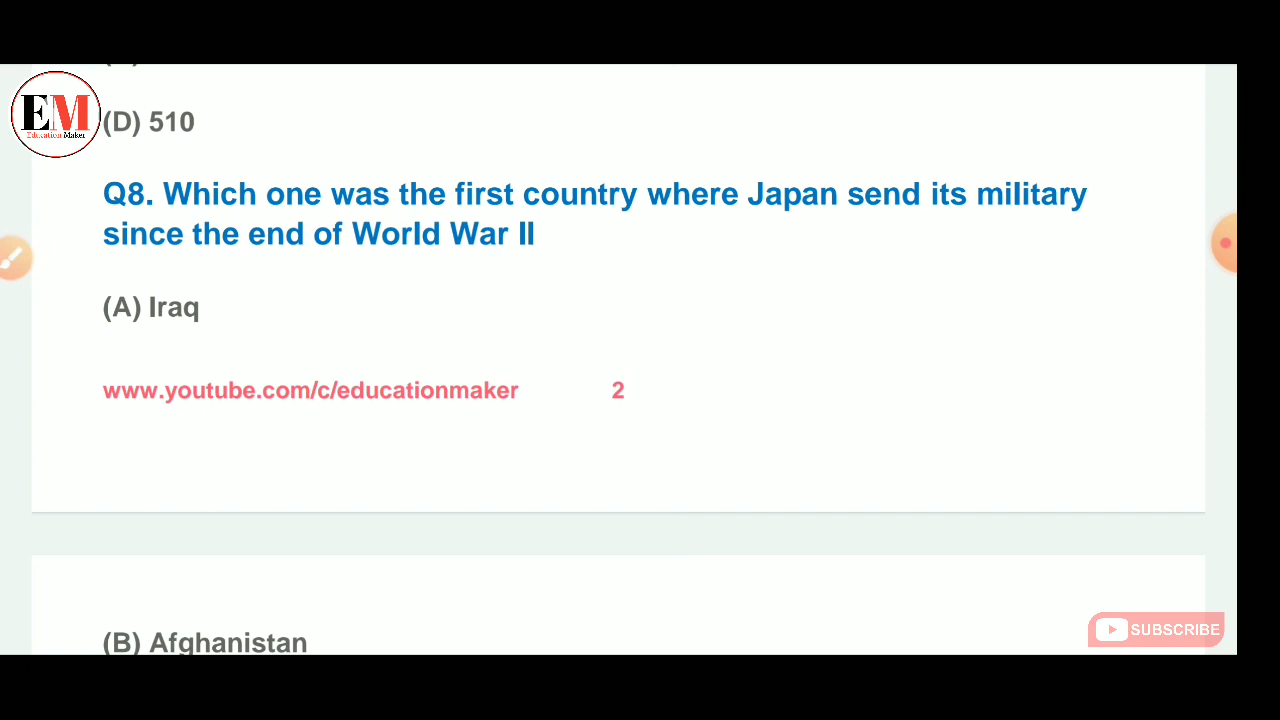 EM
Education Maker
(D) 510
Q8. Which one was the first country where Japan send its military
since the end of World War II
(A) Iraq
www.youtube.com/c/educationmaker 2
(B) Afghanistan
SUBSCRIBE